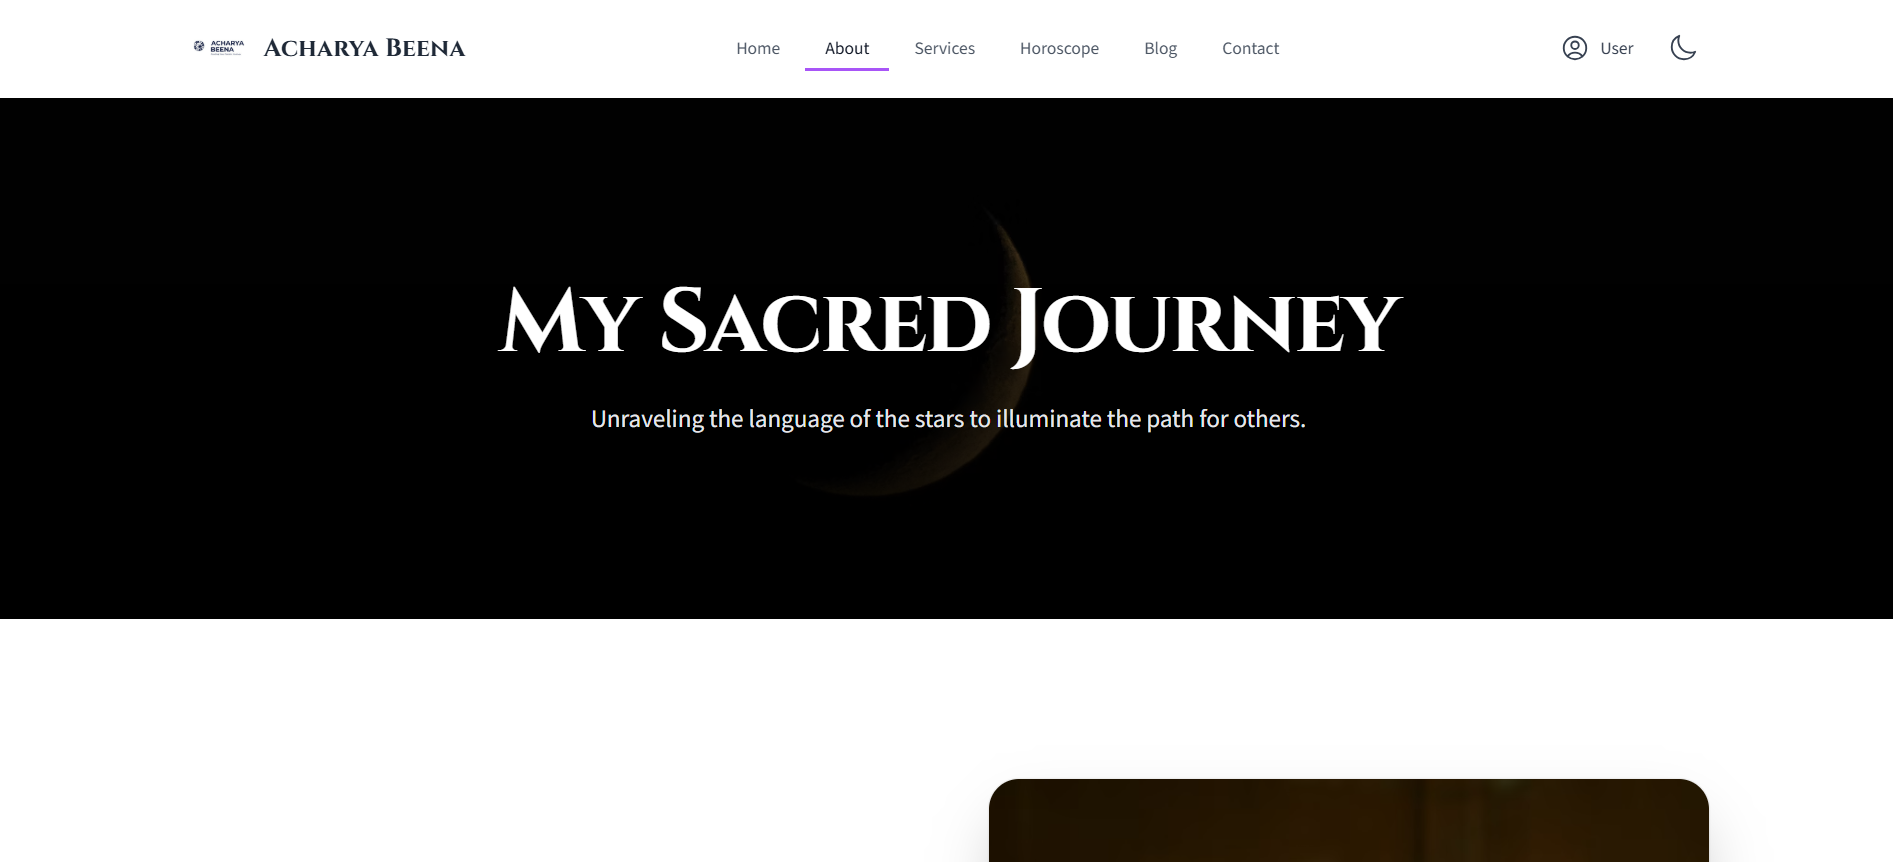 ACHARYA
BEENA
Acharya Beena
Home
About
Services
Horoscope
Blog
Contact
User
My Sacred Journey
Unraveling the language of the stars to illuminate the path for others.